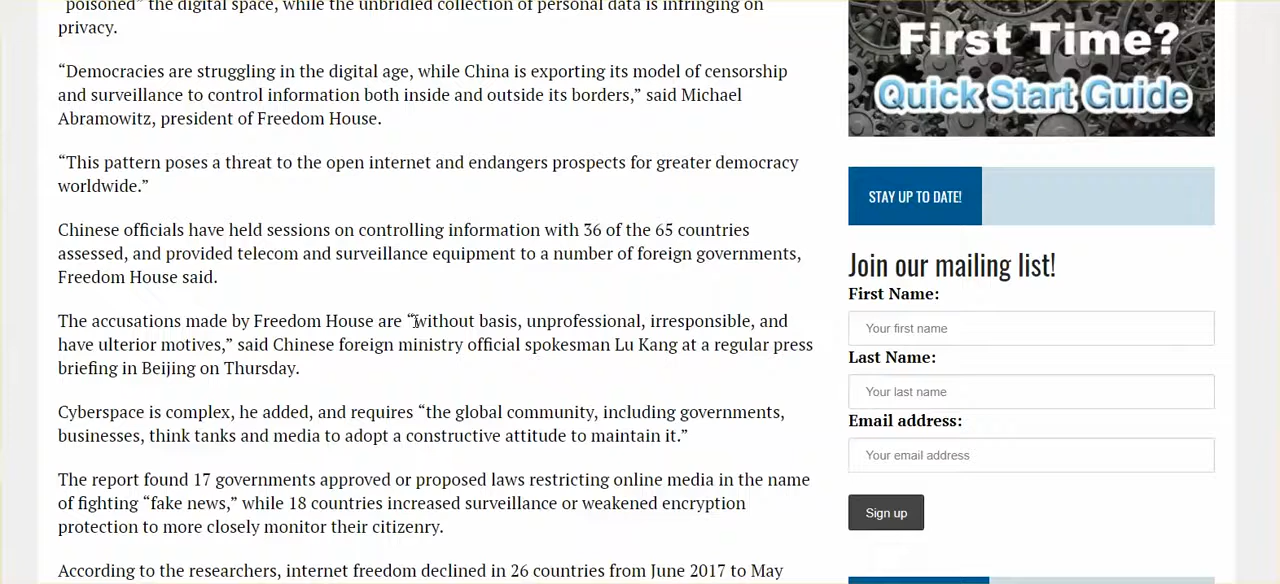 "poisoned" the digital space, while the unbridled collection of personal data is infringing on
privacy.
“Democracies are struggling in the digital age, while China is exporting its model of censorship
and surveillance to control information both inside and outside its borders,” said Michael
Abramowitz, president of Freedom House.
“This pattern poses a threat to the open internet and endangers prospects for greater democracy
worldwide.”
Chinese officials have held sessions on controlling information with 36 of the 65 countries
assessed, and provided telecom and surveillance equipment to a number of foreign governments,
Freedom House said.
The accusations made by Freedom House are “without basis, unprofessional, irresponsible, and
have ulterior motives,” said Chinese foreign ministry official spokesman Lu Kang at a regular press
briefing in Beijing on Thursday.
Cyberspace is complex, he added, and requires “the global community, including governments,
businesses, think tanks and media to adopt a constructive attitude to maintain it.”
The report found 17 governments approved or proposed laws restricting online media in the name
of fighting “fake news,” while 18 countries increased surveillance or weakened encryption
protection to more closely monitor their citizenry.
According to the researchers, internet freedom declined in 26 countries from June 2017 to May
First Time?
Quick Start Guide
STAY UP TO DATE!
Join our mailing list!
First Name:
Your first name
Last Name:
Your last name
Email address:
Your email address
Sign up